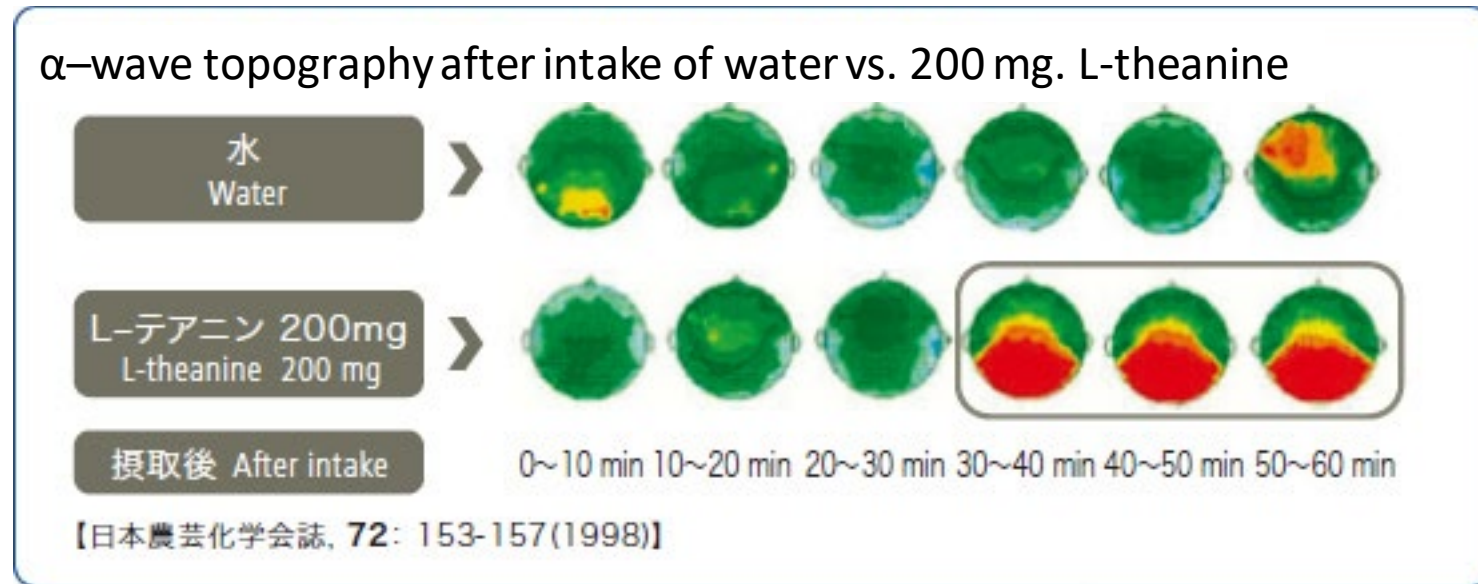 α–wave topography after intake of water vs. 200 mg. L-theanine
水
Water
L–テアニン 200mg
L-theanine 200 mg
摂取後 After intake
0～10 min 10～20 min 20～30 min 30～40 min 40～50 min 50～60 min
【日本農芸化学会誌, 72: 153-157(1998)】